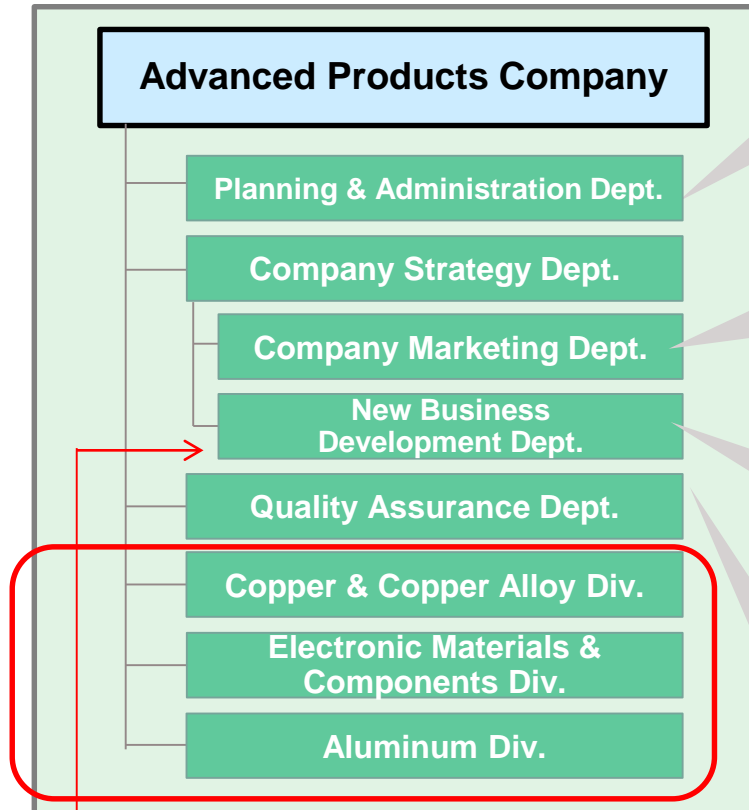 Advanced Products Company
Planning & Administration Dept.
Company Strategy Dept.
Company Marketing Dept.
New Business
Development Dept.
Quality Assurance Dept.
Copper & Copper Alloy Div.
Electronic Materials &
Components Div.
Aluminum Div.